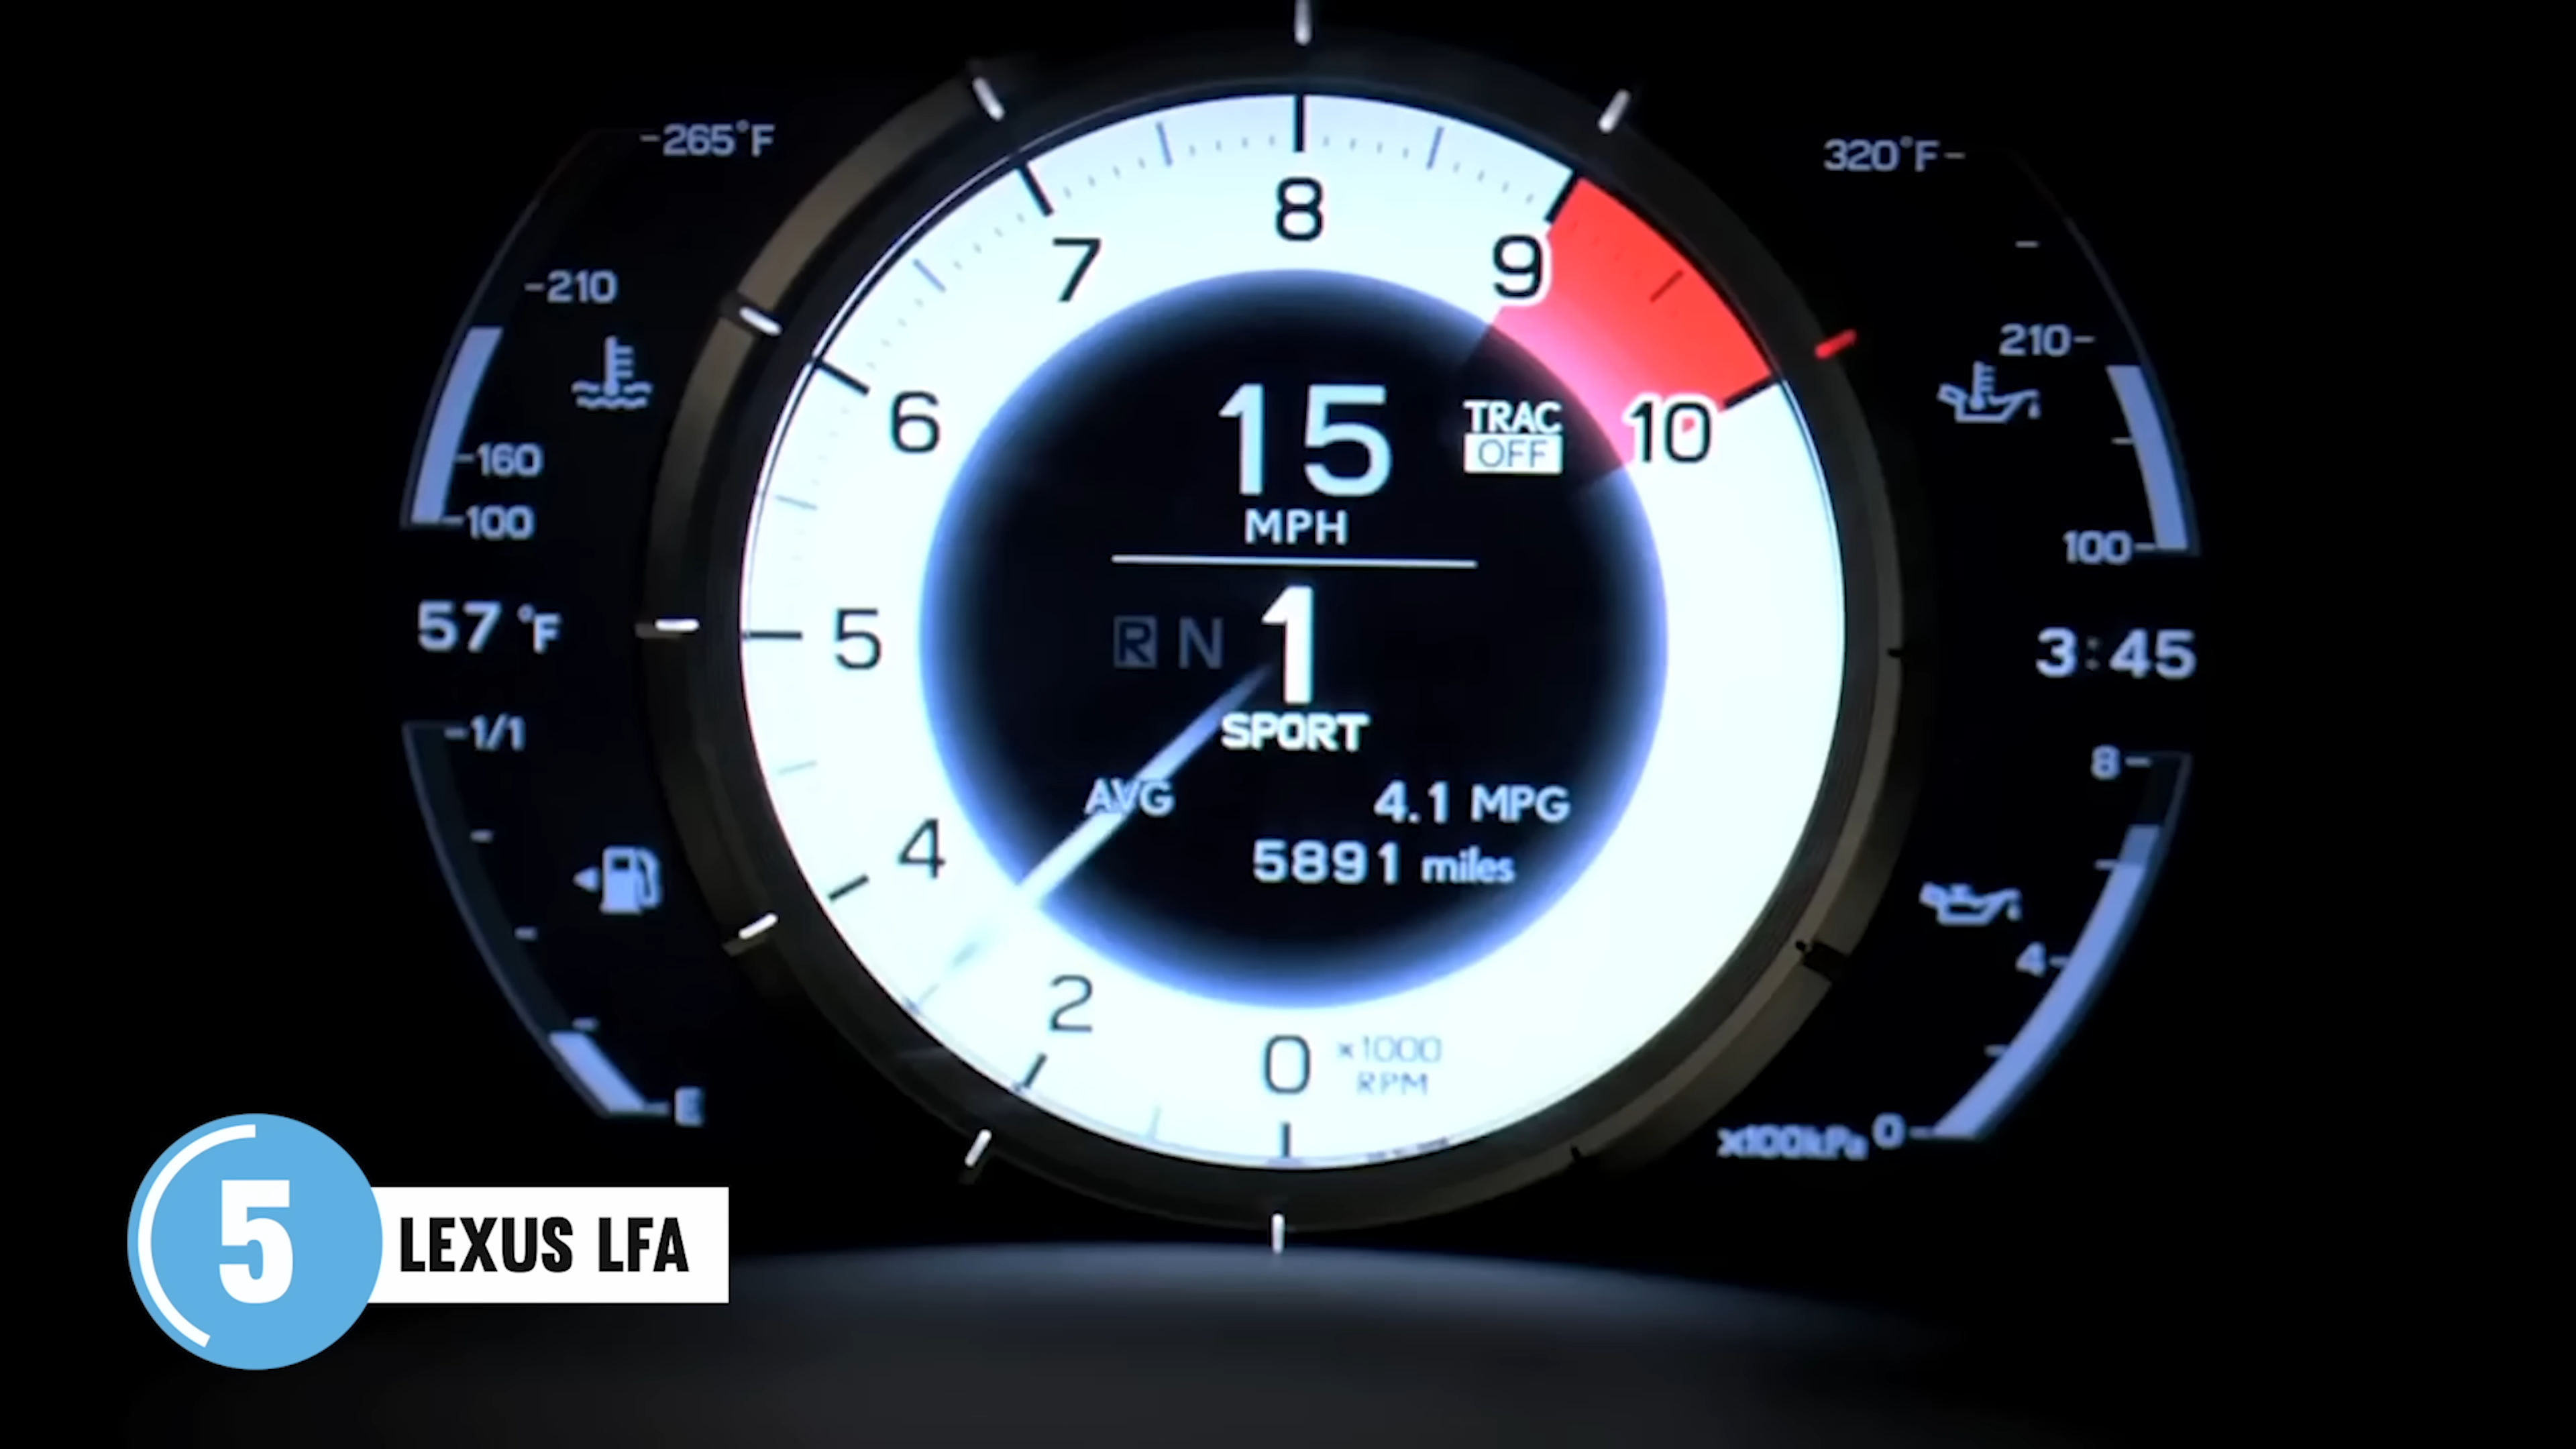 -265°F
-210
-160
-100
57 °F
-1/1
E
8
7
9
6
10
5
4
2
0
x1000
RPM
15
MPH
TRAC
OFF
R N 1
SPORT
AVG 4.1 MPG
5891 miles
320°F-
210-
100-
3:45
8-
4-
x100kPa 0-
5 LEXUS LFA